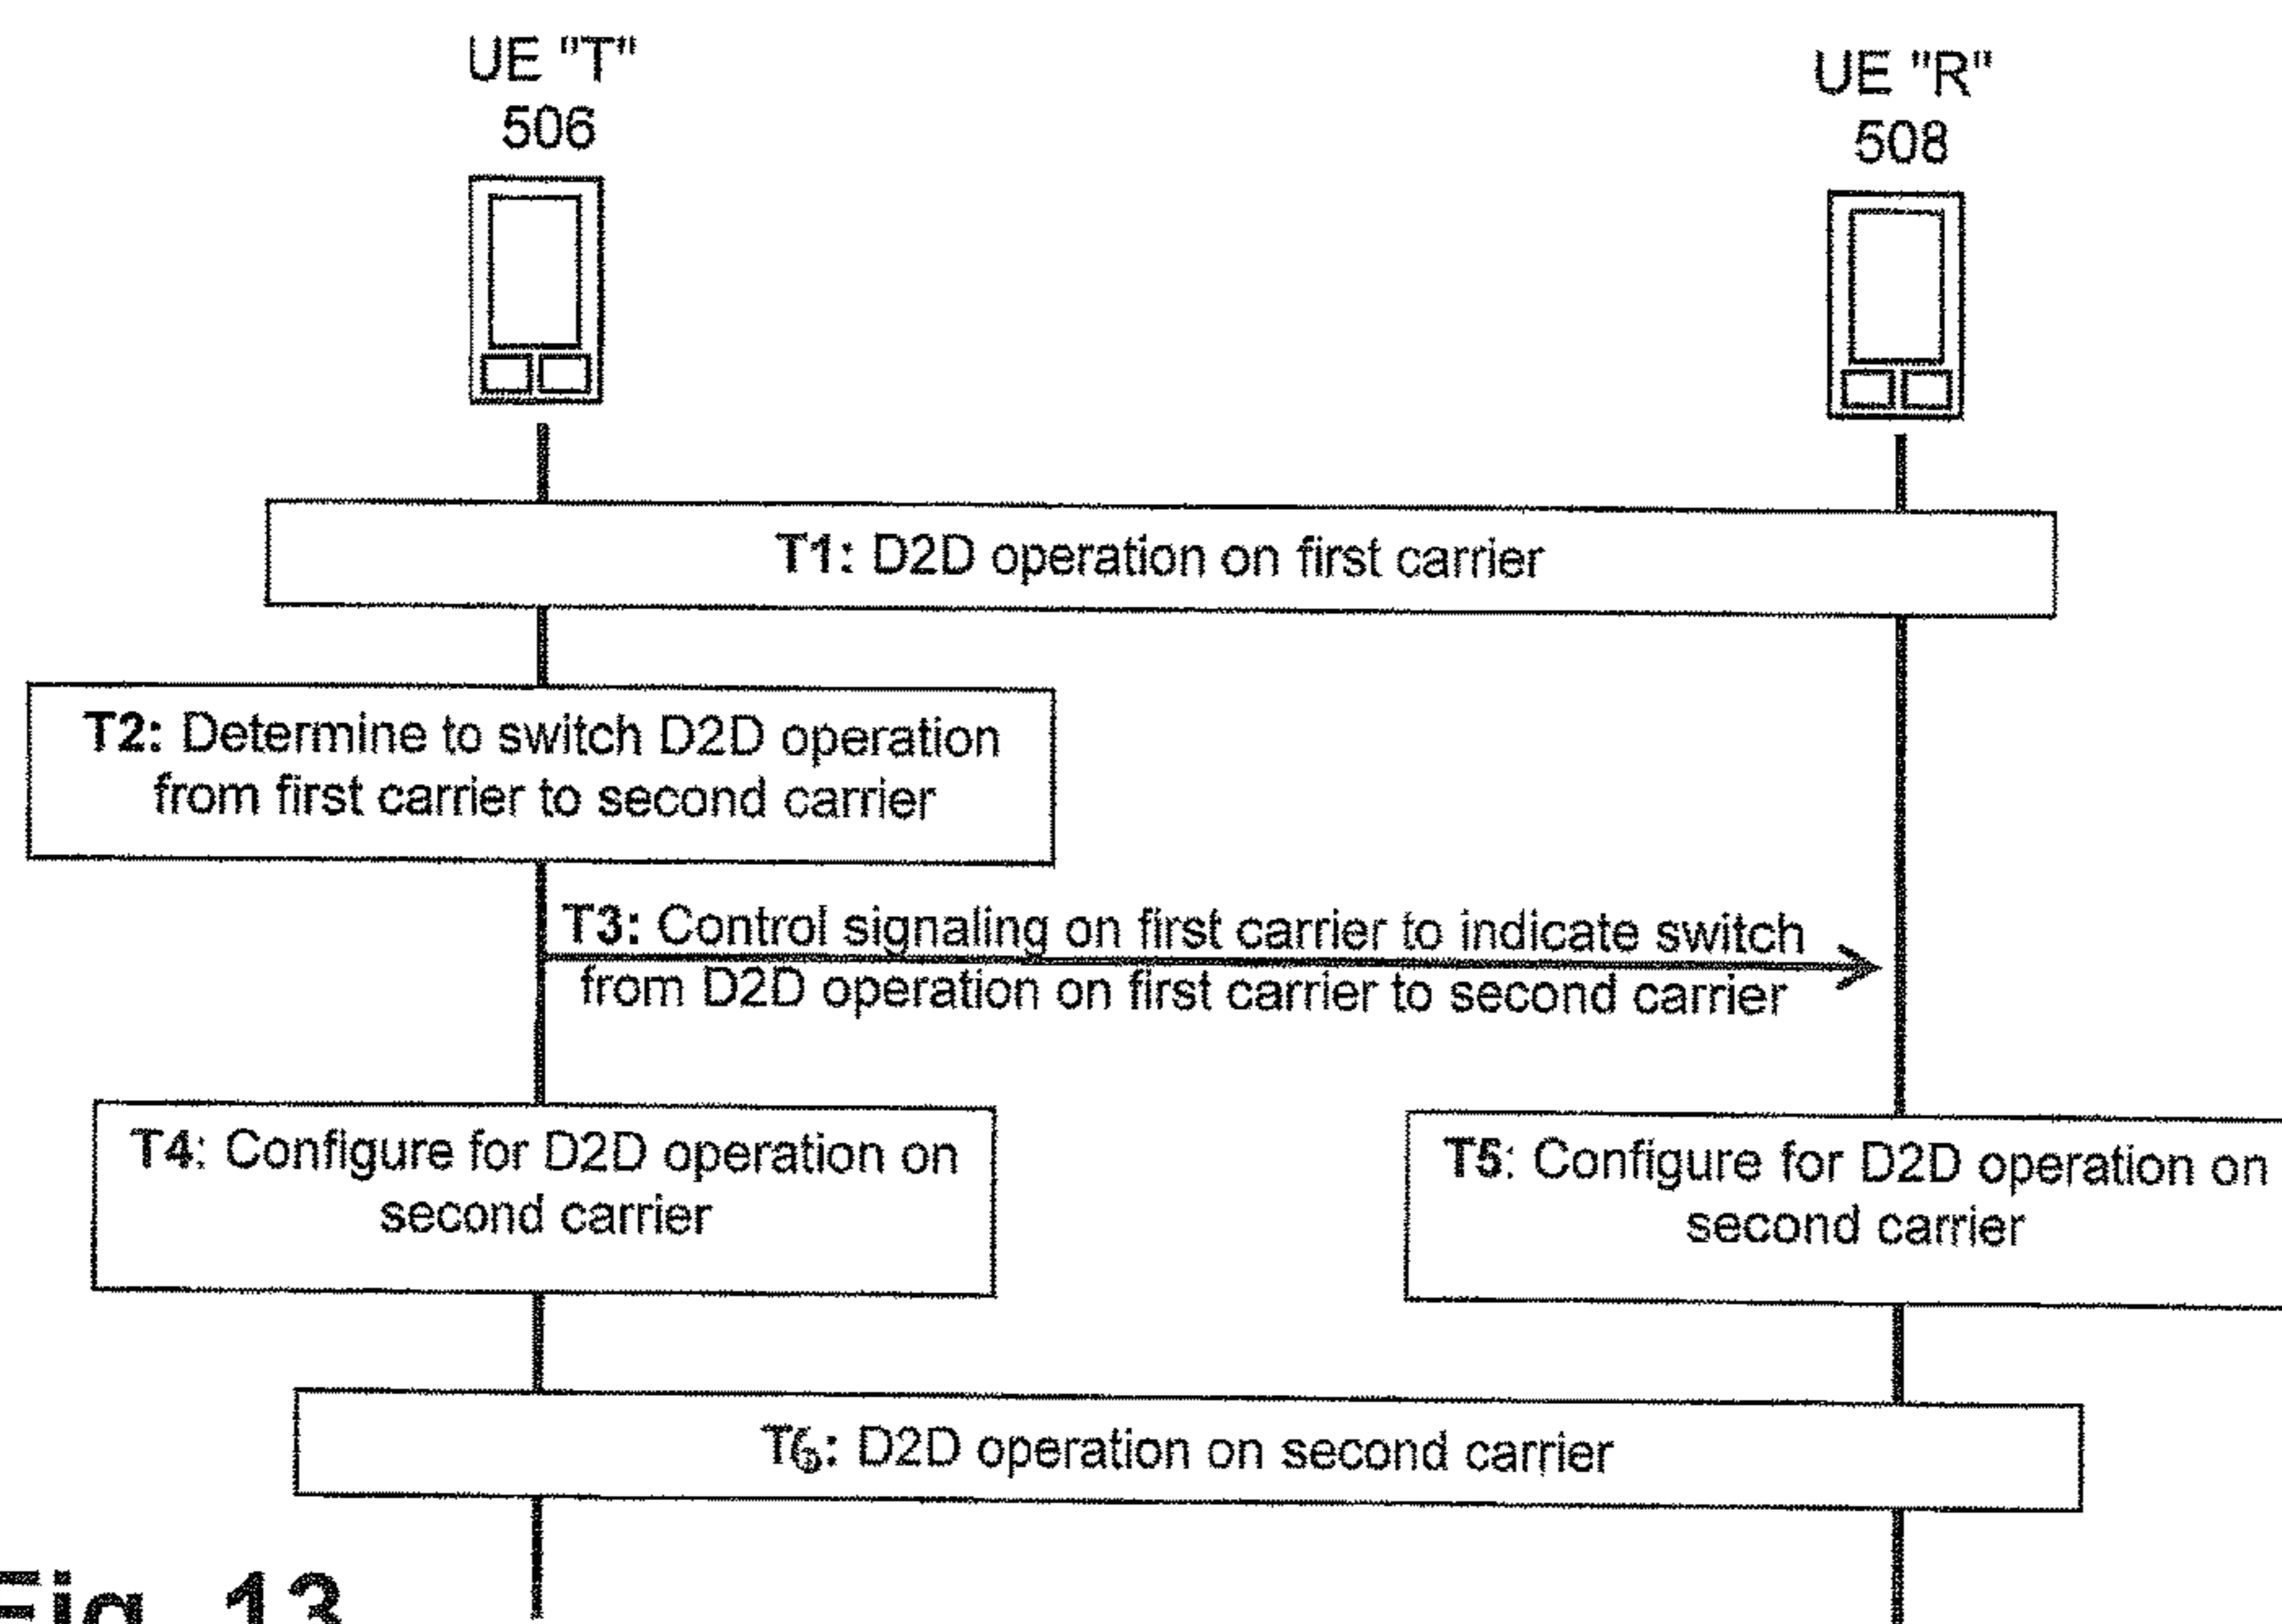 UE "T"
506
UE "R"
508
T1: D2D operation on first carrier
T2: Determine to switch D2D operation
from first carrier to second carrier
T3: Control signaling on first carrier to indicate switch
from D2D operation on first carrier to second carrier
T4: Configure for D2D operation on
second carrier
T5: Configure for D2D operation on
second carrier
T6: D2D operation on second carrier
Fig. 13